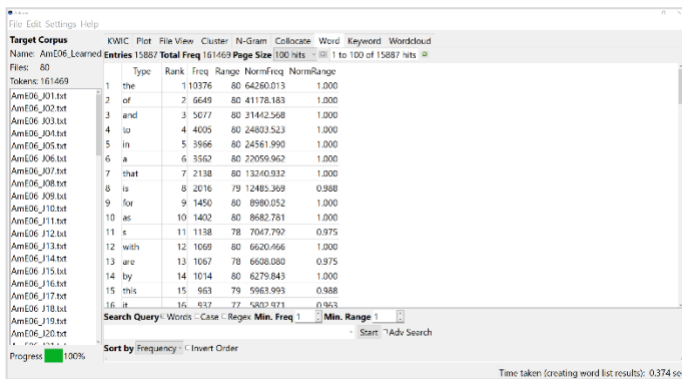 File Edit Settings Help
Target Corpus
Name: AmE06_Learned
Files: 80
Tokens: 161469
AmE06_J01.txt
AmE06_J02.txt
AmE06_J03.txt
AmE06_J04.txt
AmE06_J05.txt
AmE06_J06.txt
AmE06_J07.txt
AmE06_J08.txt
AmE06_J09.txt
AmE06_J10.txt
AmE06_J11.txt
AmE06_J12.txt
AmE06_J13.txt
AmE06_J14.txt
AmE06_J15.txt
AmE06_J16.txt
AmE06_J17.txt
AmE06_J18.txt
AmE06_J19.txt
AmE06_J20.txt
Progress 100%
KWIC Plot File View Cluster N-Gram Collocate Word Keyword Wordcloud
Entries 15887 Total Freq 161469 Page Size 100 hits 1 to 100 of 15887 hits
Type Rank Freq Range NormFreq NormRange
1 the 1 10376 80 64260.013 1.000
2 of 2 6649 80 41178.183 1.000
3 and 3 5077 80 31442.568 1.000
4 to 4 4005 80 24803.523 1.000
5 in 5 3966 80 24561.990 1.000
6 a 6 3562 80 22059.962 1.000
7 that 7 2138 80 13240.932 1.000
8 is 8 2016 79 12485.369 0.988
9 for 9 1450 80 8980.052 1.000
10 as 10 1402 80 8682.781 1.000
11 s 11 1138 78 7047.792 0.975
12 with 12 1069 80 6620.466 1.000
13 are 13 1067 78 6608.080 0.975
14 by 14 1014 80 6279.843 1.000
15 this 15 963 79 5963.993 0.988
16 it 16 937 77 5802.971 0.963
Search Query Words Case Regex Min. Freq 1 Min. Range 1
Start Adv Search
Sort by Frequency Invert Order
Time taken (creating word list results): 0.374 se